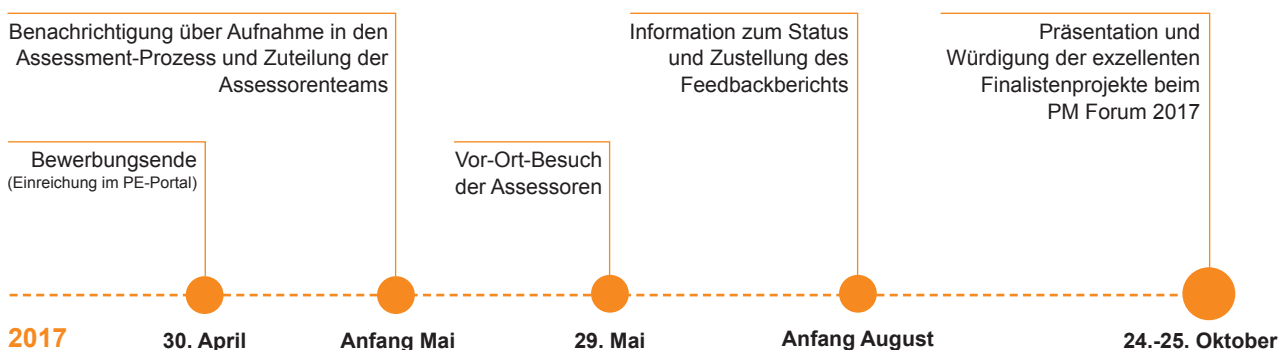 Benachrichtigung über Aufnahme in den
Assessment-Prozess und Zuteilung der
Assessorenteams
Information zum Status
und Zustellung des
Feedbackberichts
Präsentation und
Würdigung der exzellenten
Finalistenprojekte beim
PM Forum 2017
Bewerbungsende
(Einreichung im PE-Portal)
Vor-Ort-Besuch
der Assessoren
2017
30. April
Anfang Mai
29. Mai
Anfang August
24.-25. Oktober